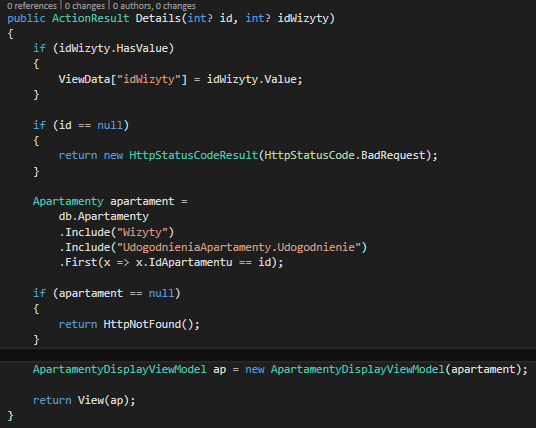 0 references | 0 changes | 0 authors, 0 changes
public ActionResult Details(int? id, int? idWizyty)
{
    if (idWizyty.HasValue)
    {
        ViewData["idWizyty"] = idWizyty.Value;
    }

    if (id == null)
    {
        return new HttpStatusCodeResult(HttpStatusCode.BadRequest);
    }

    Apartamenty apartament =
        db.Apartamenty
        .Include("Wizyty")
        .Include("UdogodnieniaApartamenty.Udogodnienie")
        .First(x => x.IdApartamentu == id);

    if (apartament == null)
    {
        return HttpNotFound();
    }

    ApartamentyDisplayViewModel ap = new ApartamentyDisplayViewModel(apartament);

    return View(ap);
}